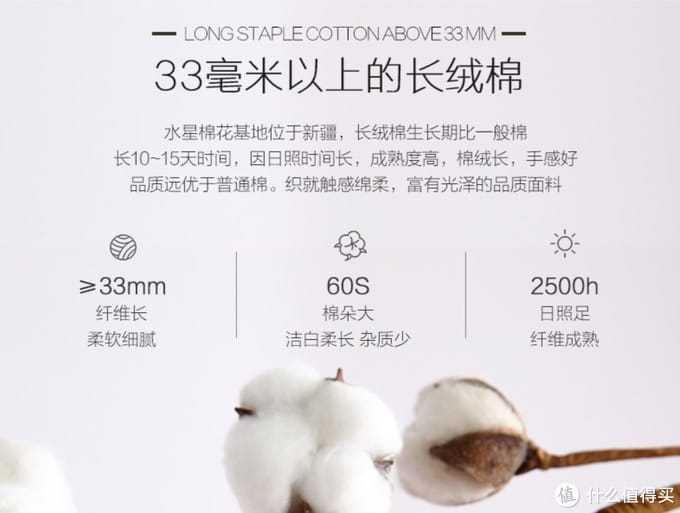 LONG STAPLE COTTON ABOVE 33 MM
33毫米以上的长绒棉
水星棉花基地位于新疆，长绒棉生长期比一般棉
长10~15天时间，因日照时间长，成熟度高，棉绒长，手感好
品质远优于普通棉。织就触感绵柔，富有光泽的品质面料
≥33mm
纤维长
柔软细腻
60S
棉朵大
洁白柔长 杂质少
2500h
日照足
纤维成熟
值 什么值得买